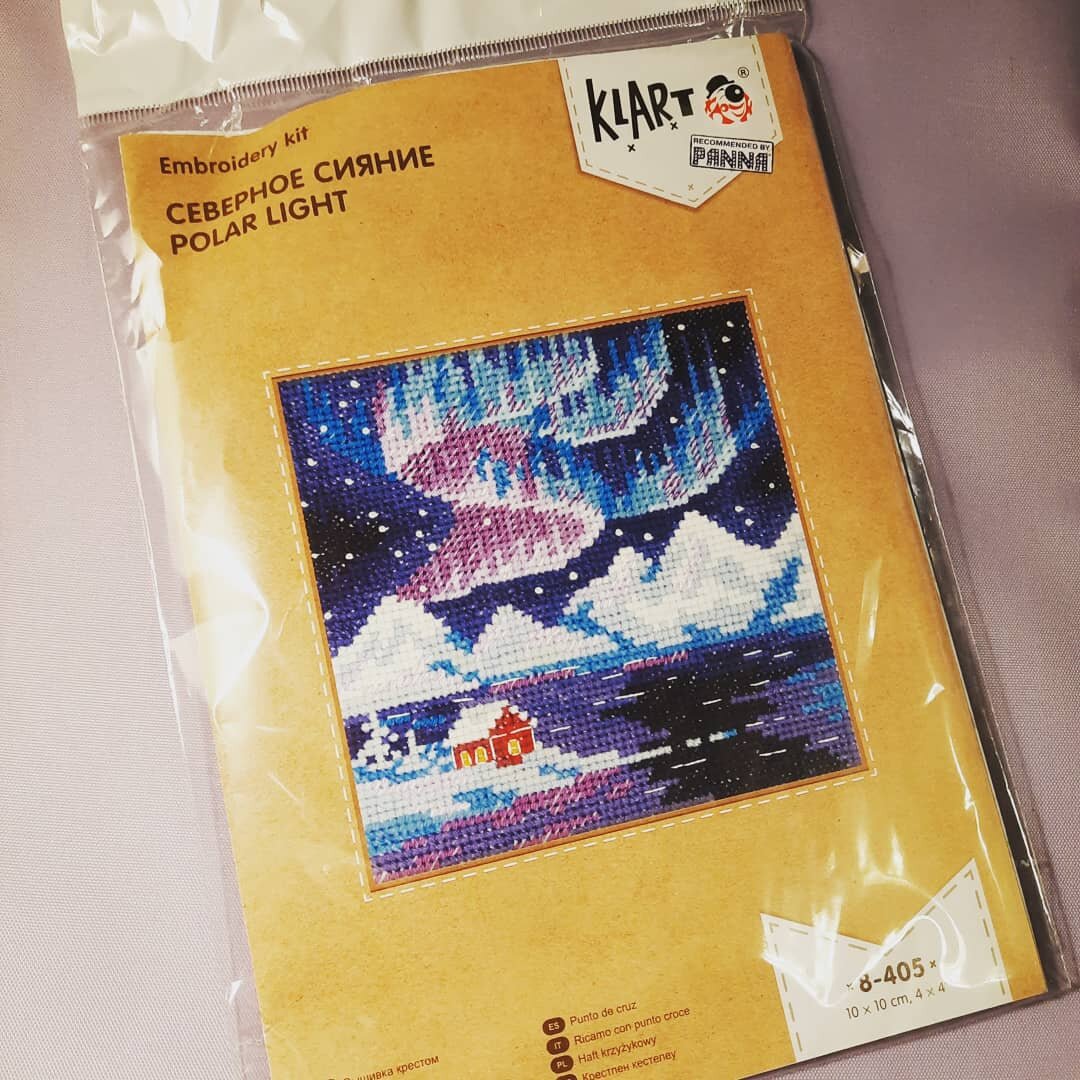 Embroidery kit
СЕВЕРНОЕ СИЯНИЕ
POLAR LIGHT
KLART ®
RECOMMENDED BY
PANNA
8-405
10 × 10 cm, 4 × 4
ES Punto de cruz
IT Ricamo con punto croce
PL Haft krzyżykowy
Крестпен кестелеу
крестом